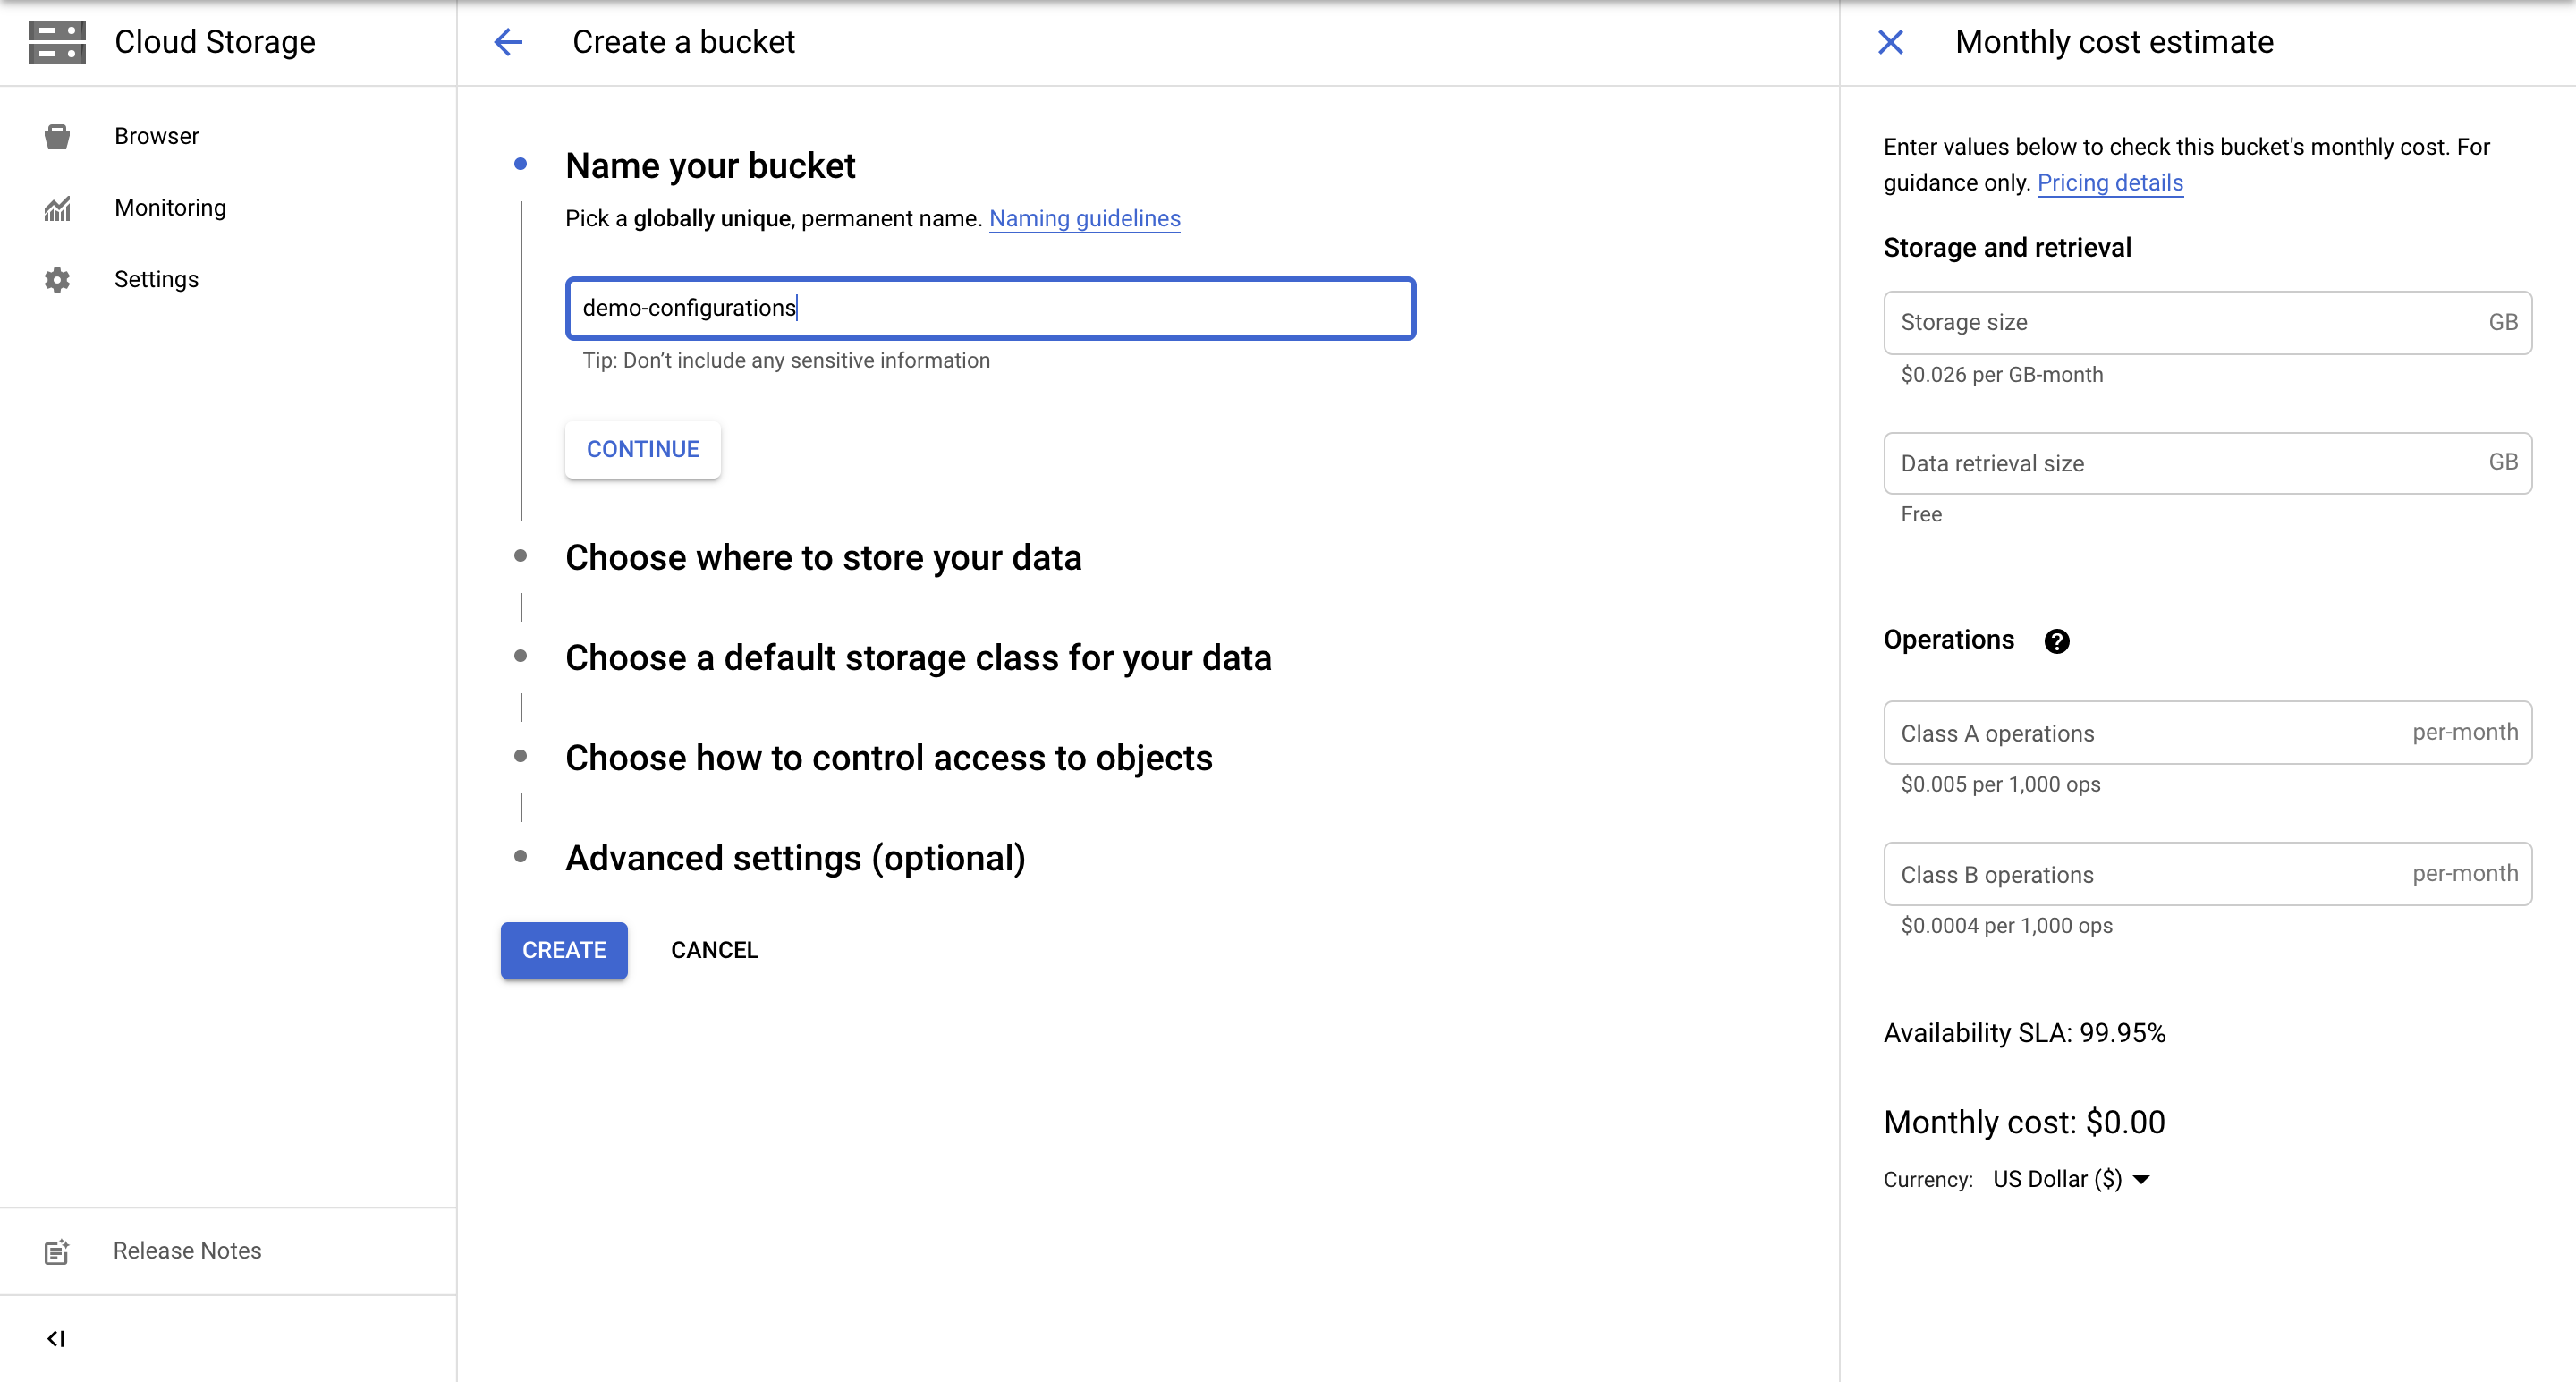 Cloud Storage
Browser
Monitoring
Settings
Release Notes
Create a bucket
Name your bucket
Pick a globally unique, permanent name. Naming guidelines
demo-configurations
Tip: Don’t include any sensitive information
CONTINUE
Choose where to store your data
Choose a default storage class for your data
Choose how to control access to objects
Advanced settings (optional)
CREATE CANCEL
Monthly cost estimate
Enter values below to check this bucket's monthly cost. For
guidance only. Pricing details
Storage and retrieval
Storage size GB
$0.026 per GB-month
Data retrieval size GB
Free
Operations ?
Class A operations per-month
$0.005 per 1,000 ops
Class B operations per-month
$0.0004 per 1,000 ops
Availability SLA: 99.95%
Monthly cost: $0.00
Currency: US Dollar ($)